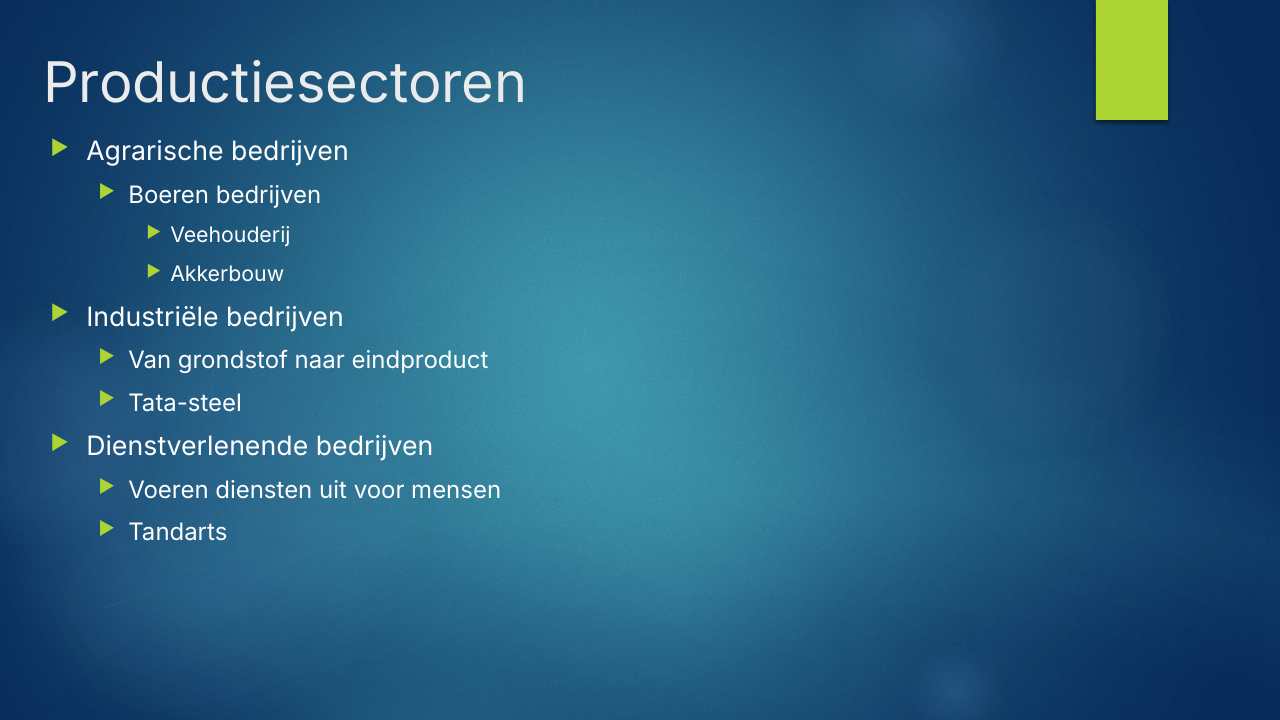 Productiesectoren
Agrarische bedrijven
Boeren bedrijven
Veehouderij
Akkerbouw
Industriële bedrijven
Van grondstof naar eindproduct
Tata-steel
Dienstverlenende bedrijven
Voeren diensten uit voor mensen
Tandarts